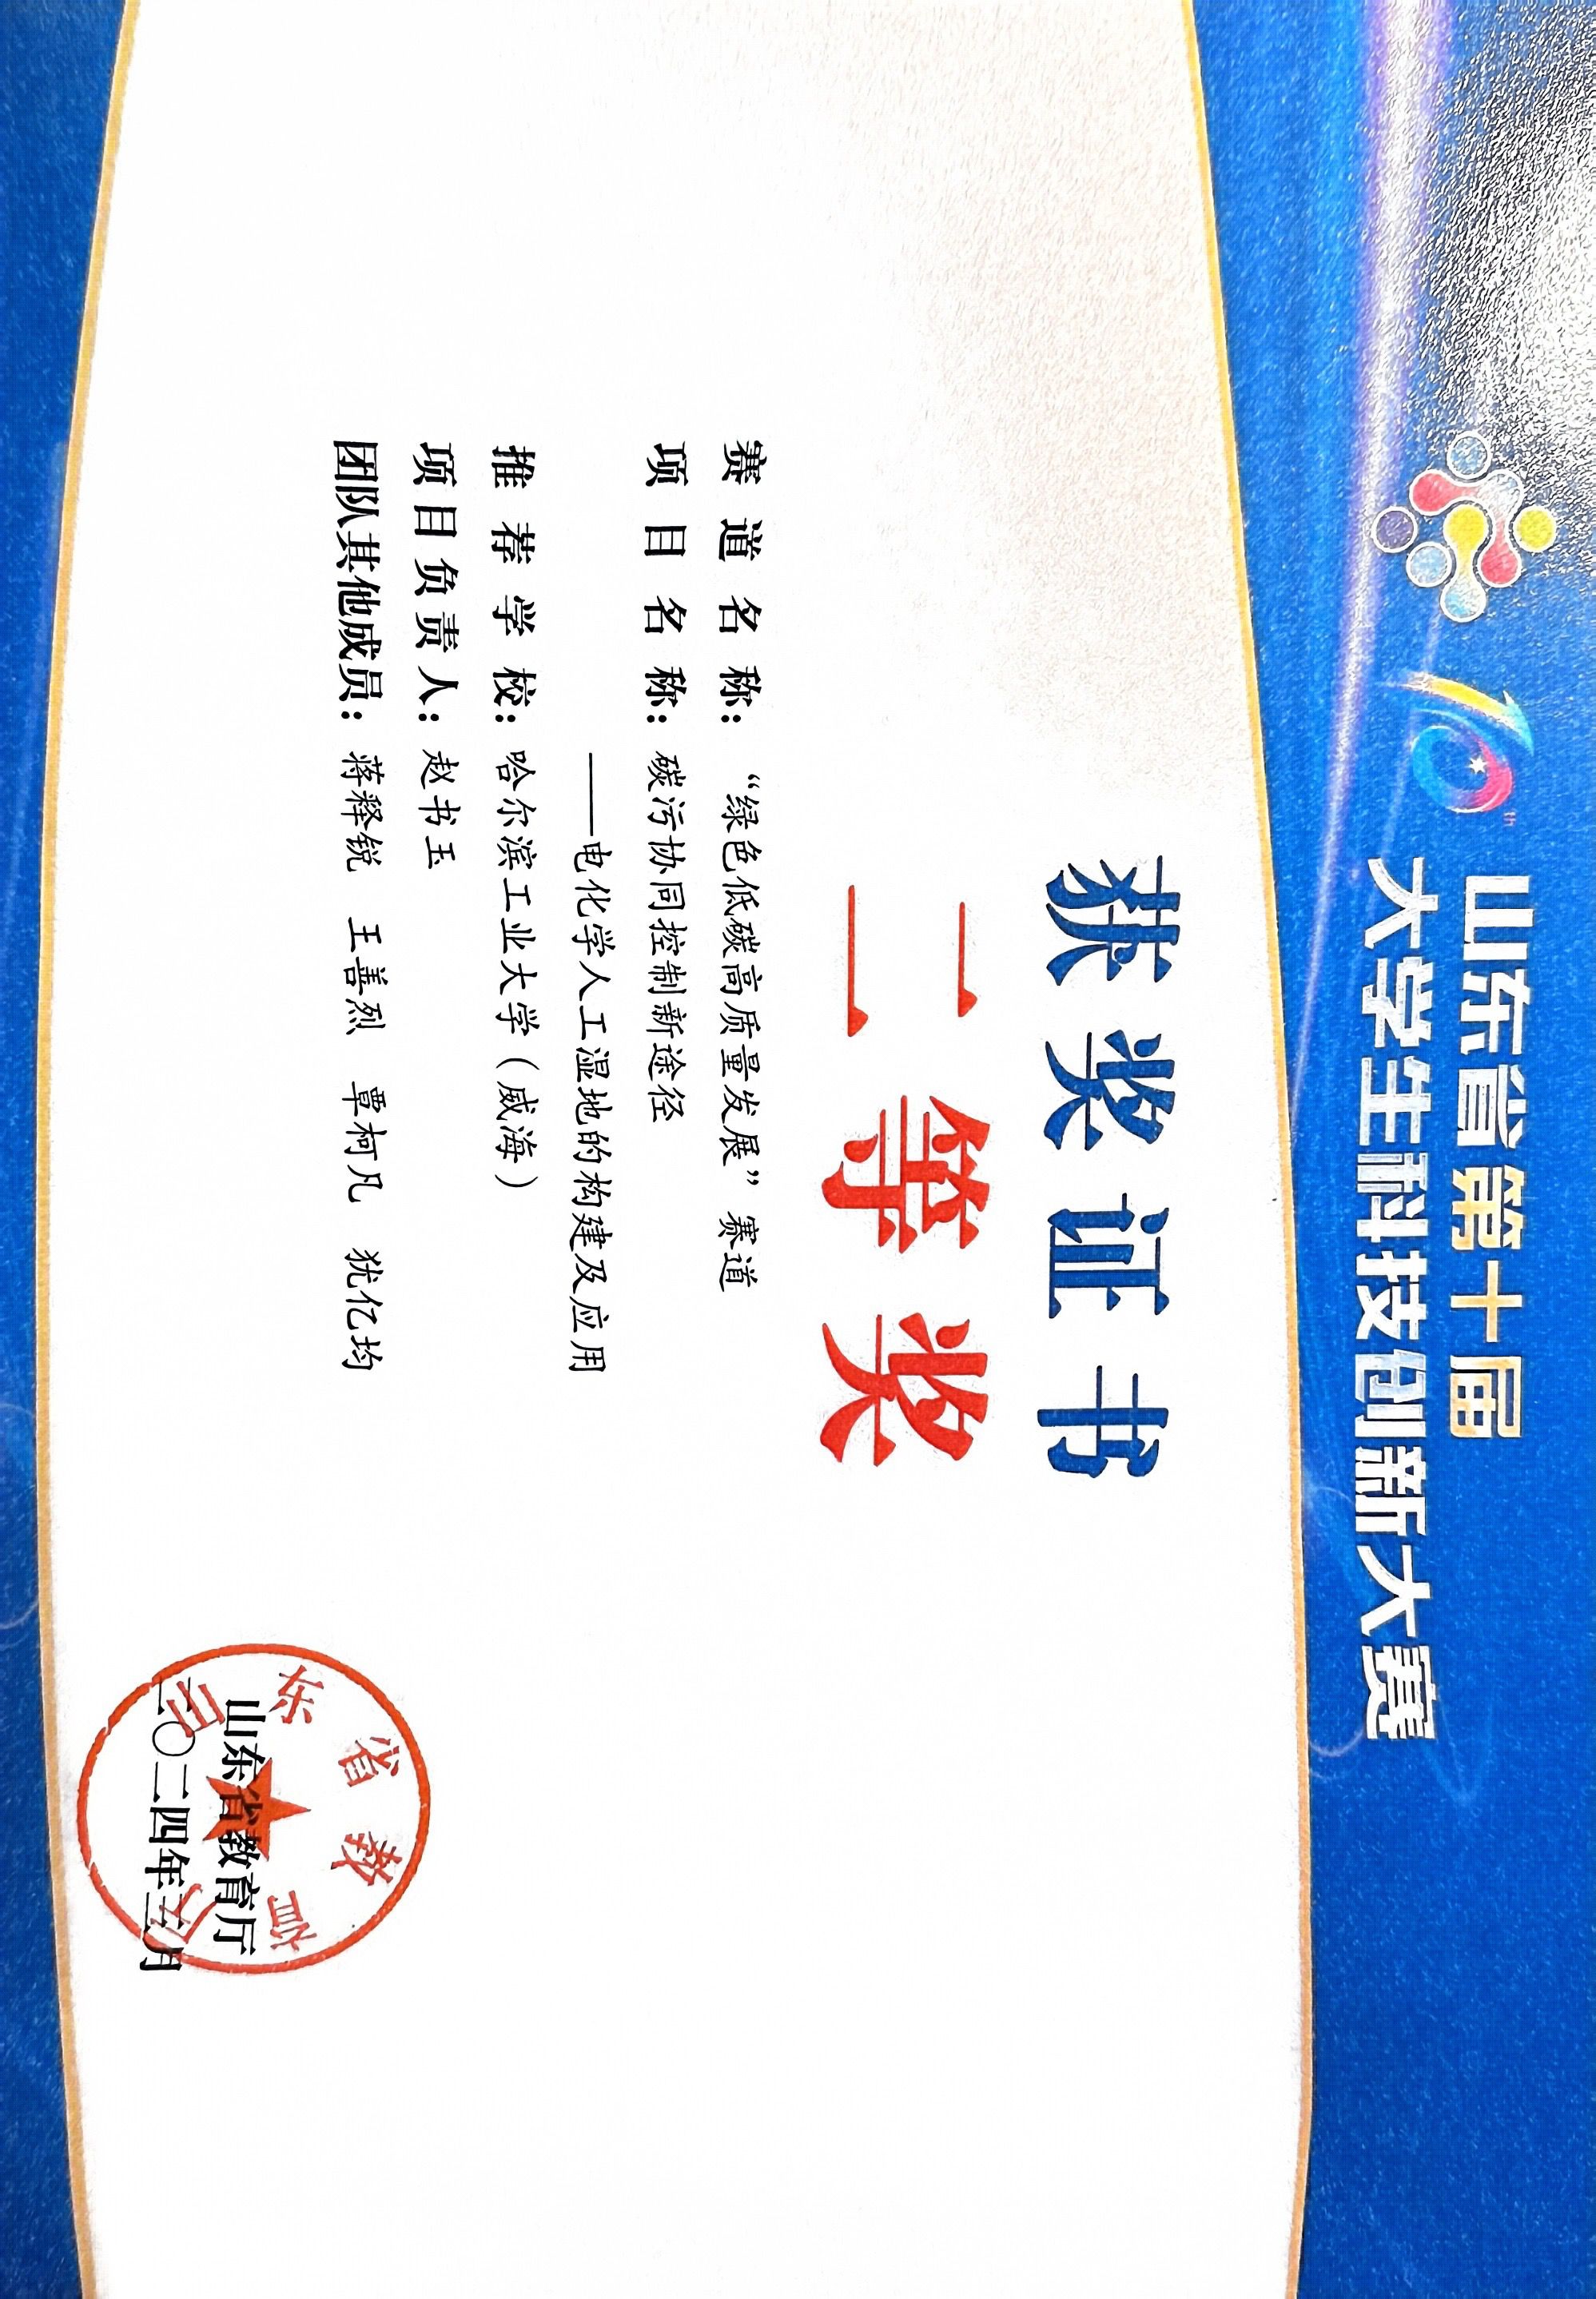 10th
山东省第十届
大学生科技创新大赛
获奖证书
二等奖
赛道名称：“绿色低碳高质量发展”赛道
项目名称：碳污协同控制新途径
——电化学人工湿地的构建及应用
推荐学校：哈尔滨工业大学（威海）
项目负责人：赵书玉
团队其他成员：蒋释锐 王善烈 覃柯凡 犹亿均
山东省教育厅
山东省教育厅
二〇二四年三月